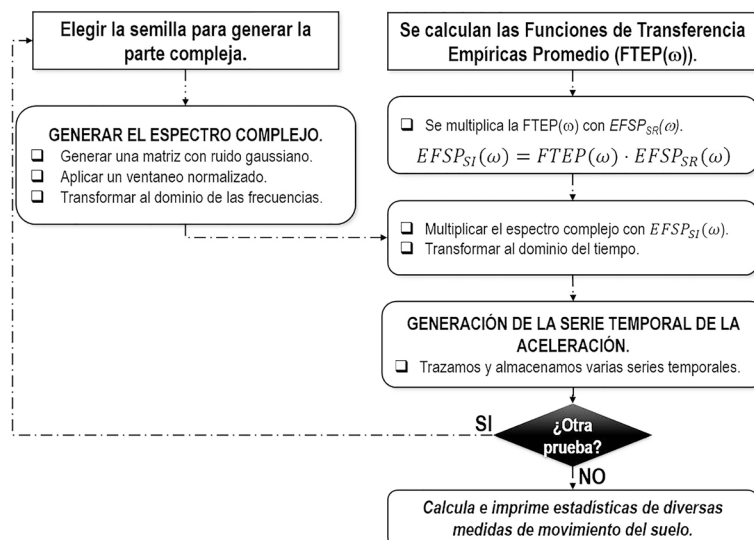 Elegir la semilla para generar la
parte compleja.
GENERAR EL ESPECTRO COMPLEJO.
❑ Generar una matriz con ruido gaussiano.
❑ Aplicar un ventaneo normalizado.
❑ Transformar al dominio de las frecuencias.
Se calculan las Funciones de Transferencia
Empíricas Promedio (FTEP(ω)).
❑ Se multiplica la FTEP(ω) con EFSP_SR(ω).
EFSP_SI(ω) = FTEP(ω) · EFSP_SR(ω)
❑ Multiplicar el espectro complejo con EFSP_SI(ω).
❑ Transformar al dominio del tiempo.
GENERACIÓN DE LA SERIE TEMPORAL DE LA
ACELERACIÓN.
❑ Trazamos y almacenamos varias series temporales.
SI
¿Otra
prueba?
NO
Calcula e imprime estadísticas de diversas
medidas de movimiento del suelo.